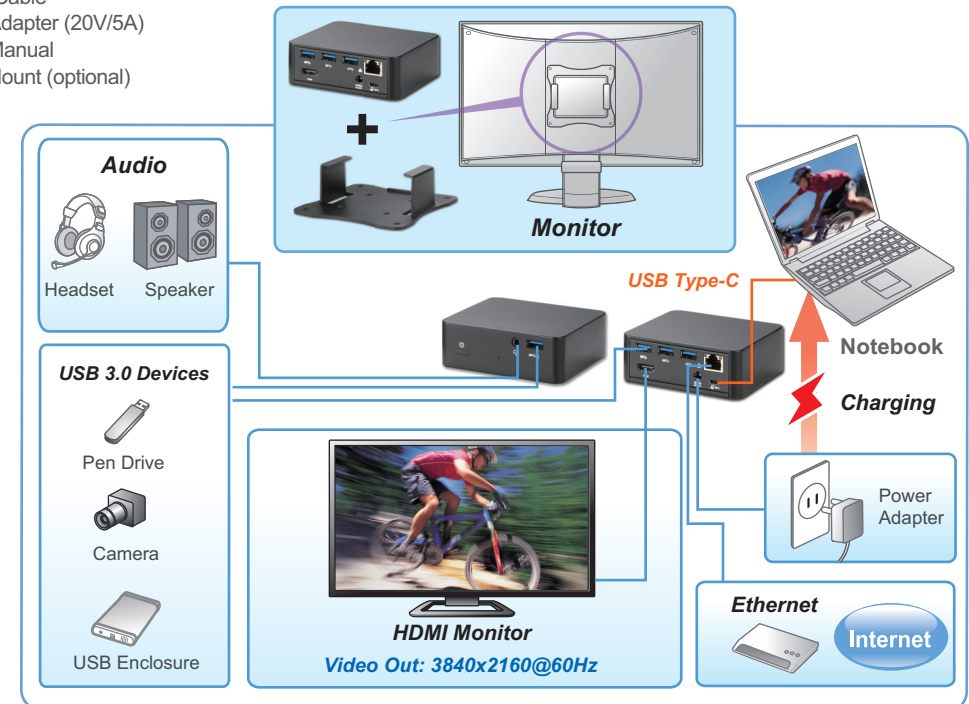 Cable
Adapter (20V/5A)
Manual
Mount (optional)
Audio
Headset
Speaker
Monitor
USB Type-C
Notebook
Charging
USB 3.0 Devices
Pen Drive
Camera
USB Enclosure
HDMI Monitor
Video Out: 3840x2160@60Hz
Power
Adapter
Ethernet
Internet